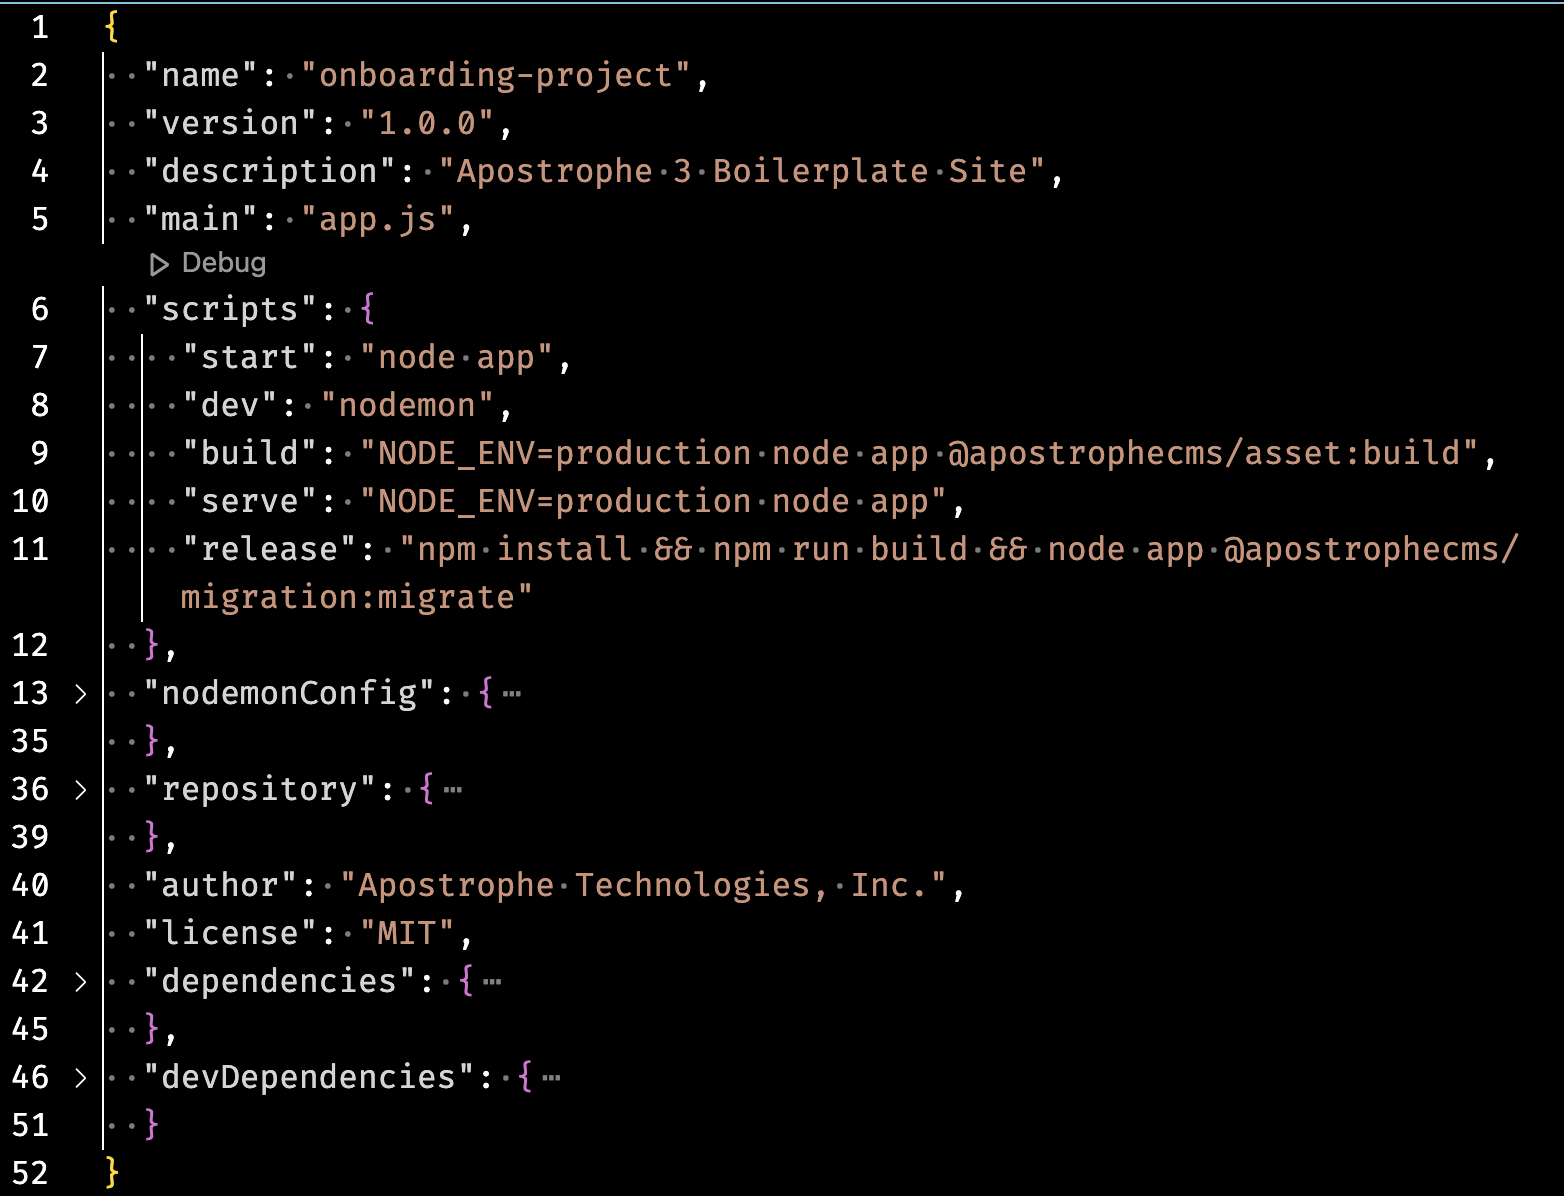 1 {
2   "name": "onboarding-project",
3   "version": "1.0.0",
4   "description": "Apostrophe 3 Boilerplate Site",
5   "main": "app.js",
    Debug
6   "scripts": {
7     "start": "node app",
8     "dev": "nodemon",
9     "build": "NODE_ENV=production node app @apostrophecms/asset:build",
10     "serve": "NODE_ENV=production node app",
11     "release": "npm install && npm run build && node app @apostrophecms/
    migration:migrate"
12   },
13 >   "nodemonConfig": { ⋯
35   },
36 >   "repository": { ⋯
39   },
40   "author": "Apostrophe Technologies, Inc.",
41   "license": "MIT",
42 >   "dependencies": { ⋯
45   },
46 >   "devDependencies": { ⋯
51   }
52 }